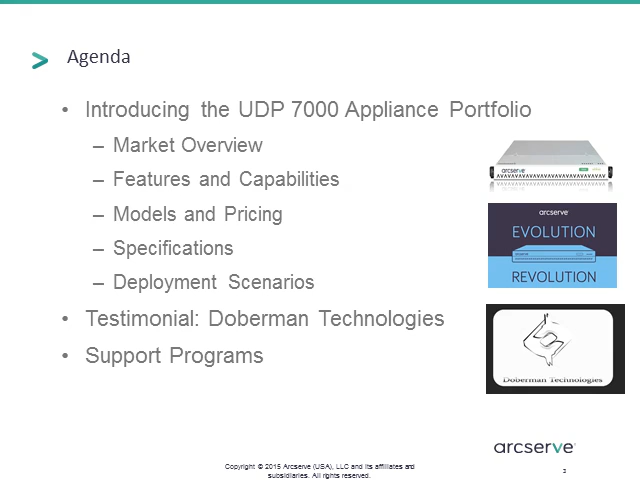 Agenda
• Introducing the UDP 7000 Appliance Portfolio
– Market Overview
– Features and Capabilities
– Models and Pricing
– Specifications
– Deployment Scenarios
• Testimonial: Doberman Technologies
• Support Programs
arcserve
arcserve
EVOLUTION
REVOLUTION
Doberman Technologies
arcserve
Copyright © 2015 Arcserve (USA), LLC and its affiliates and
subsidiaries. All rights reserved.